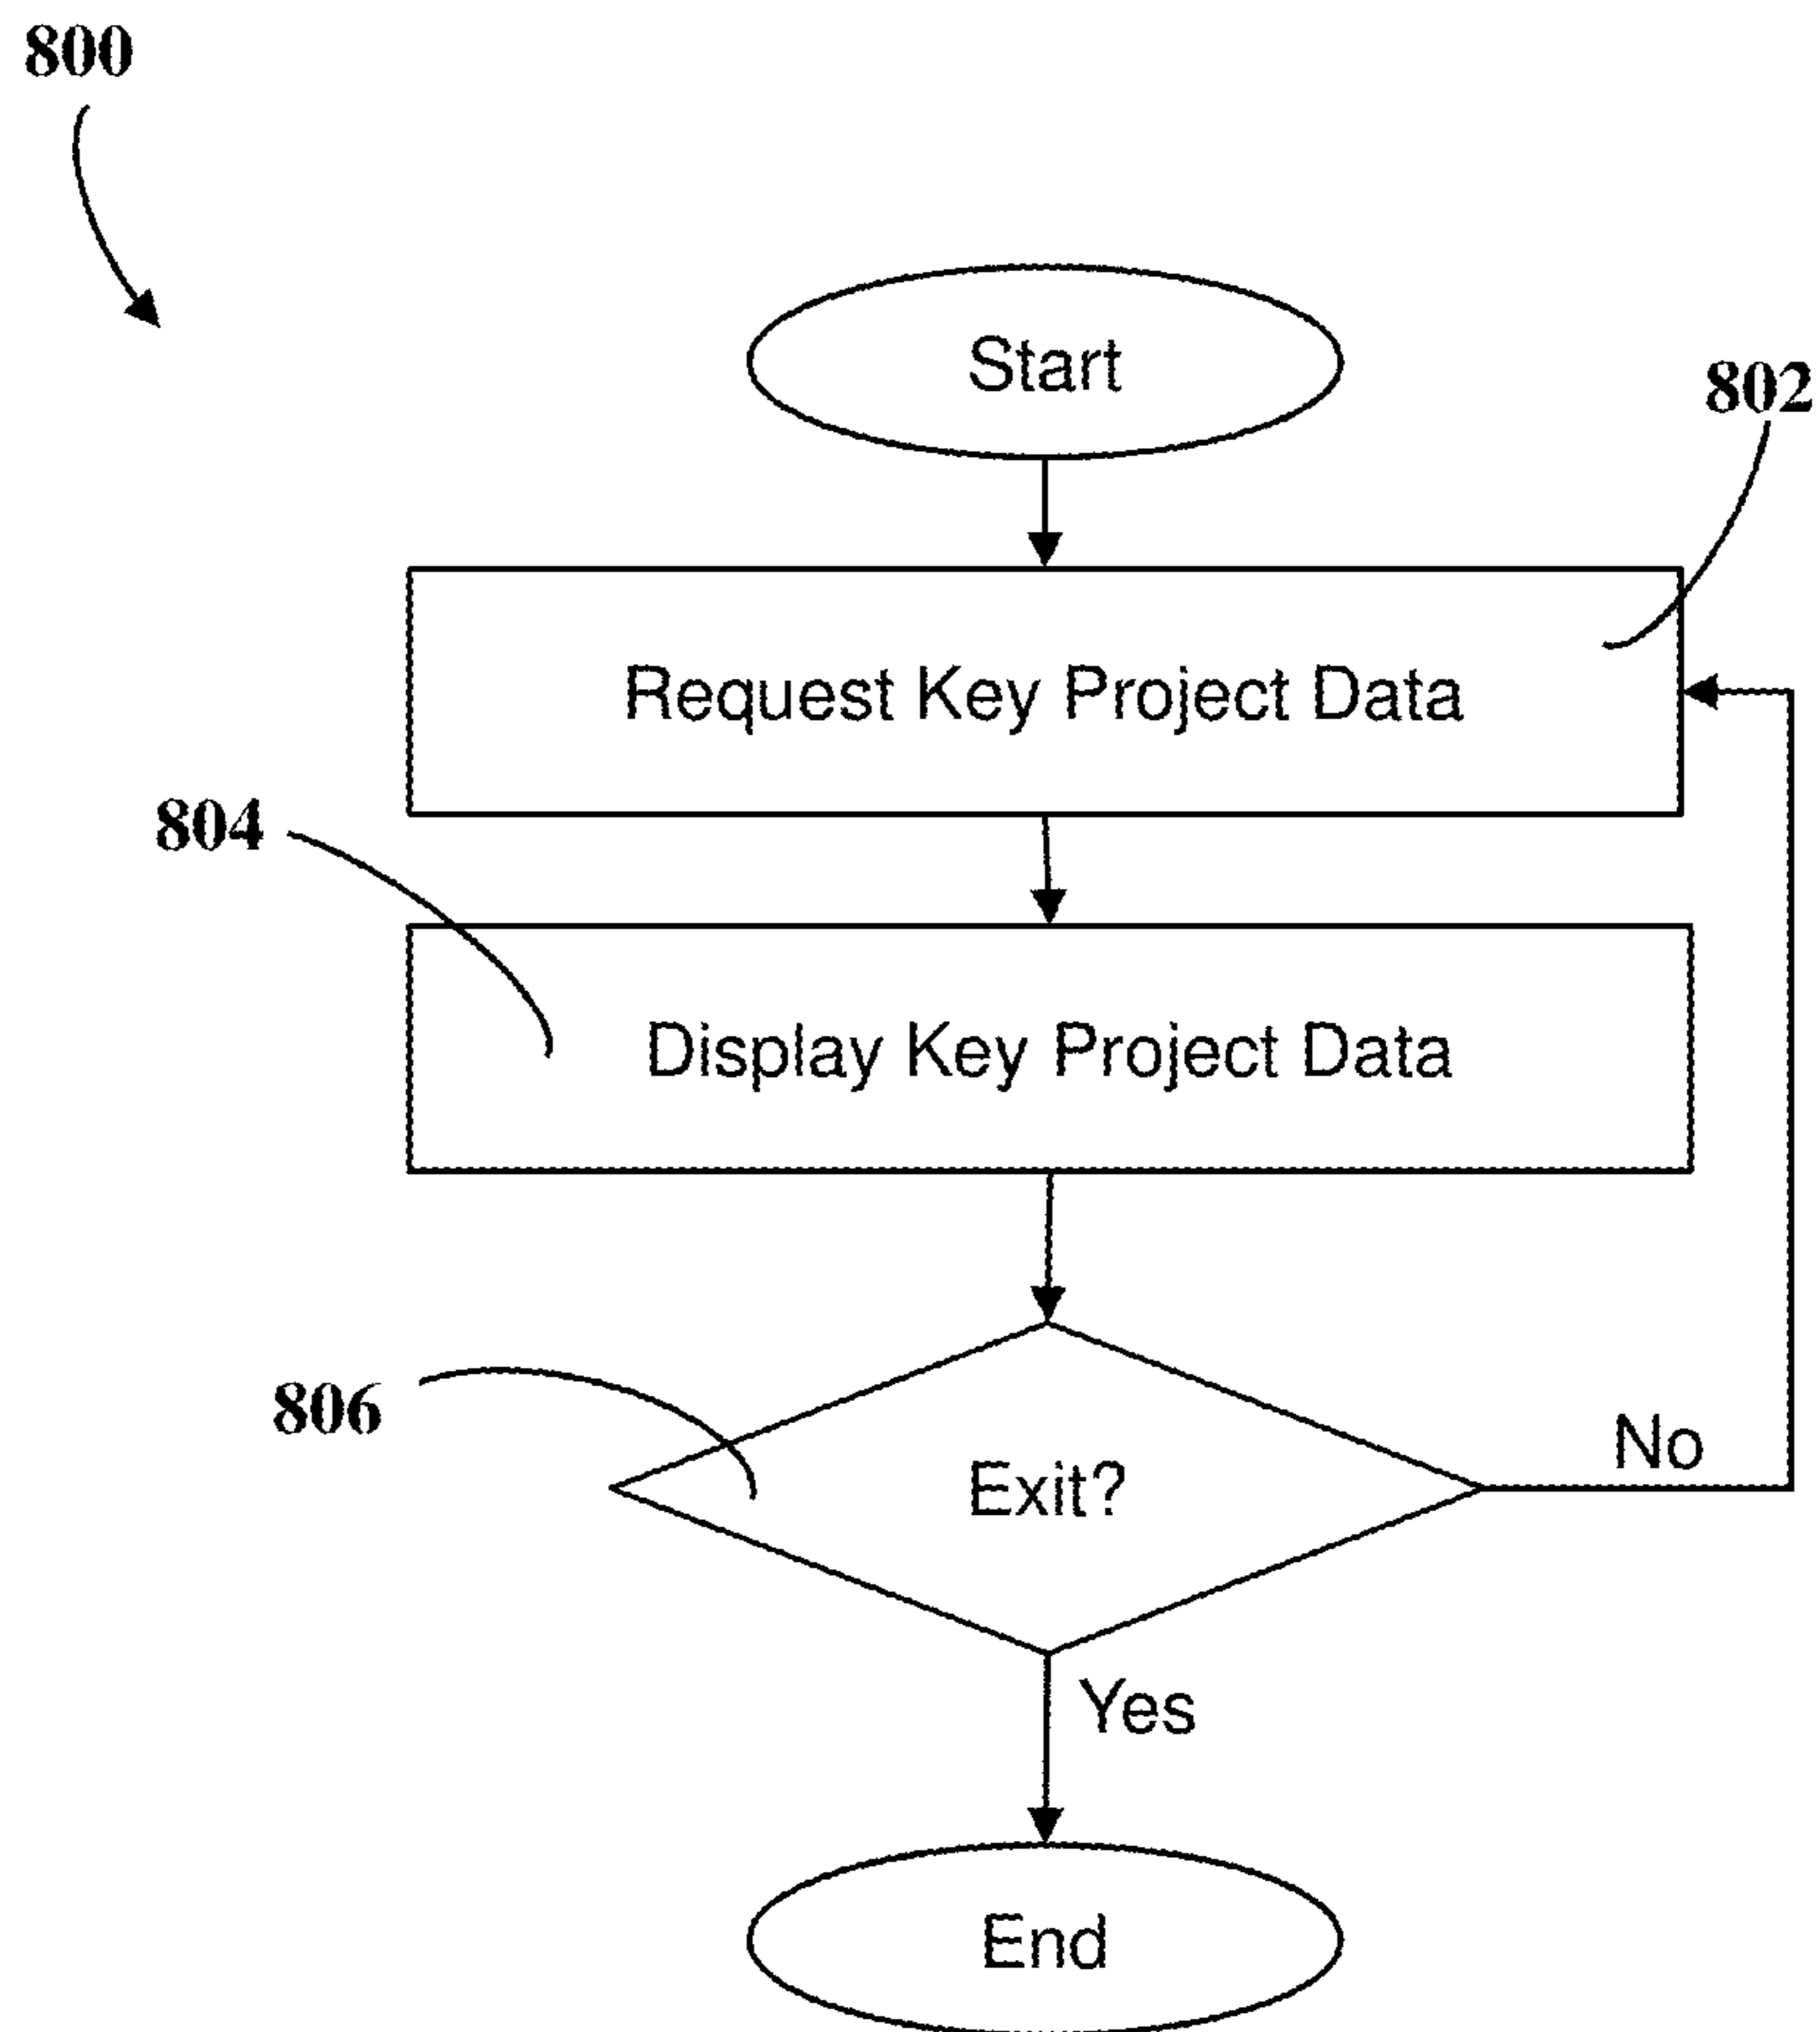 800
Start
802
Request Key Project Data
804
Display Key Project Data
806
Exit?
No
Yes
End